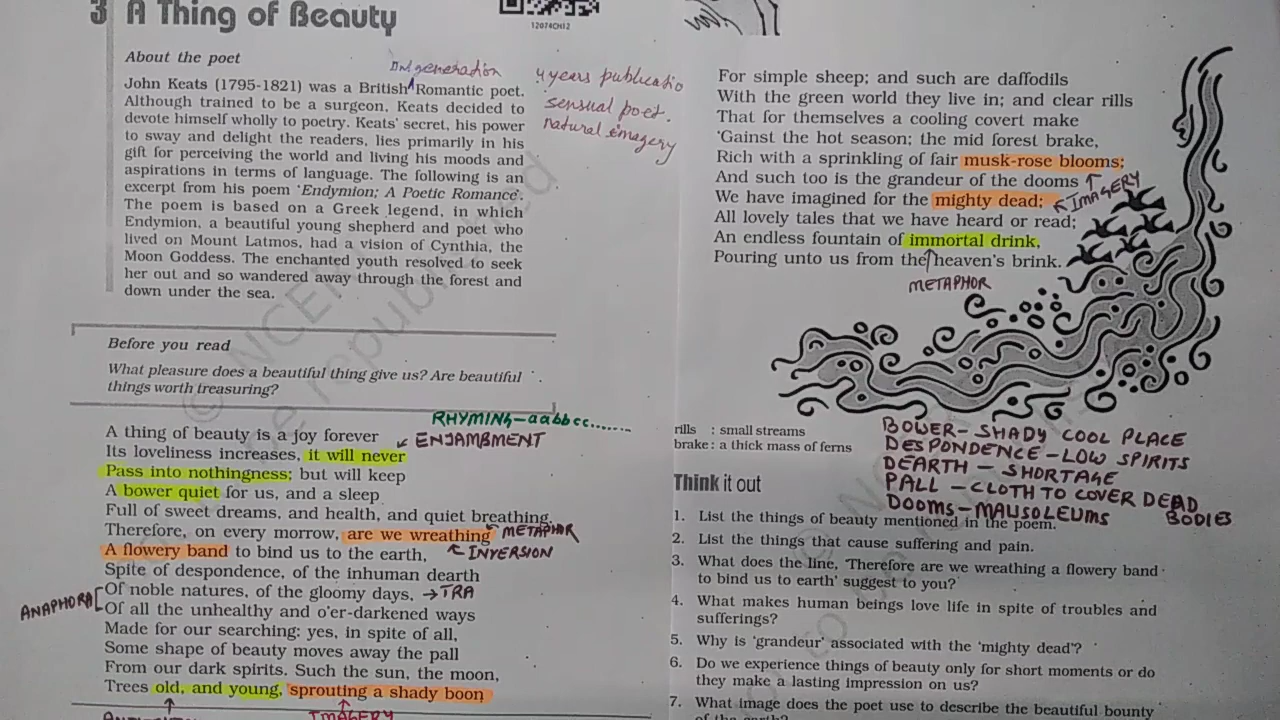 3 A Thing of Beauty
12074CH12
About the poet
2nd generation
John Keats (1795-1821) was a British Romantic poet.
Although trained to be a surgeon, Keats decided to
devote himself wholly to poetry. Keats' secret, his power
to sway and delight the readers, lies primarily in his
gift for perceiving the world and living his moods and
aspirations in terms of language. The following is an
excerpt from his poem 'Endymion; A Poetic Romance'.
The poem is based on a Greek legend, in which
Endymion, a beautiful young shepherd and poet who
lived on Mount Latmos, had a vision of Cynthia, the
Moon Goddess. The enchanted youth resolved to seek
her out and so wandered away through the forest and
down under the sea.
4 years publicatio
sensual poet.
natural imagery
Before you read
What pleasure does a beautiful thing give us? Are beautiful
things worth treasuring?
RHYMING-aabbcc.......
A thing of beauty is a joy forever
ENJAMBMENT
Its loveliness increases, it will never
Pass into nothingness; but will keep
A bower quiet for us, and a sleep
Full of sweet dreams, and health, and quiet breathing.
Therefore, on every morrow, are we wreathing METAPHOR
A flowery band to bind us to the earth, INVERSION
Spite of despondence, of the inhuman dearth
Of noble natures, of the gloomy days, →TRA
ANAPHORA
Of all the unhealthy and o'er-darkened ways
Made for our searching: yes, in spite of all,
Some shape of beauty moves away the pall
From our dark spirits. Such the sun, the moon,
Trees old, and young, sprouting a shady boon
IMAGERY
For simple sheep; and such are daffodils
With the green world they live in; and clear rills
That for themselves a cooling covert make
'Gainst the hot season; the mid forest brake,
Rich with a sprinkling of fair musk-rose blooms;
And such too is the grandeur of the dooms
IMAGERY
We have imagined for the mighty dead;
All lovely tales that we have heard or read;
An endless fountain of immortal drink,
Pouring unto us from the heaven's brink.
METAPHOR
rills : small streams
brake : a thick mass of ferns
BOWER- SHADY COOL PLACE
DESPONDENCE-LOW SPIRITS
DEARTH - SHORTAGE
PALL -CLOTH TO COVER DEAD
BODIES
DOOMS-MAUSOLEUMS
Think it out
1. List the things of beauty mentioned in the poem.
2. List the things that cause suffering and pain.
3. What does the line, 'Therefore are we wreathing a flowery band
to bind us to earth' suggest to you?
4. What makes human beings love life in spite of troubles and
sufferings?
5. Why is 'grandeur' associated with the 'mighty dead'?
6. Do we experience things of beauty only for short moments or do
they make a lasting impression on us?
7. What image does the poet use to describe the beautiful bounty
of the earth?